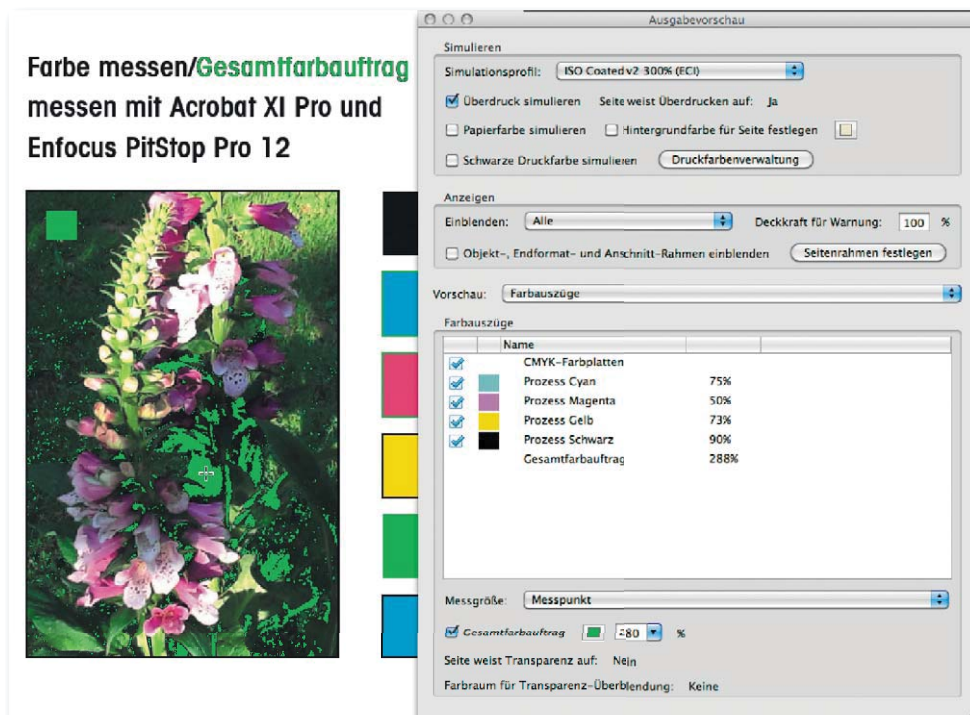 Farbe messen/Gesamtfarbauftrag
messen mit Acrobat XI Pro und
Enfocus PitStop Pro 12
Ausgabevorschau
Simulieren
Simulationsprofil: ISO Coated v2 300% (ECI)
Überdruck simulieren Seite weist Überdrucken auf: Ja
Papierfarbe simulieren Hintergrundfarbe für Seite festlegen
Schwarze Druckfarbe simulieren Druckfarbenverwaltung
Anzeigen
Einblenden: Alle Deckkraft für Warnung: 100 %
Objekt-, Endformat- und Anschnitt-Rahmen einblenden Seitenrahmen festlegen
Vorschau: Farbauszüge
Farbauszüge
Name
CMYK-Farbplatten
Prozess Cyan 75%
Prozess Magenta 50%
Prozess Gelb 73%
Prozess Schwarz 90%
Gesamtfarbauftrag 288%
Messgröße: Messpunkt
Gesamtfarbauftrag 280 %
Seite weist Transparenz auf: Nein
Farbraum für Transparenz-Überblendung: Keine